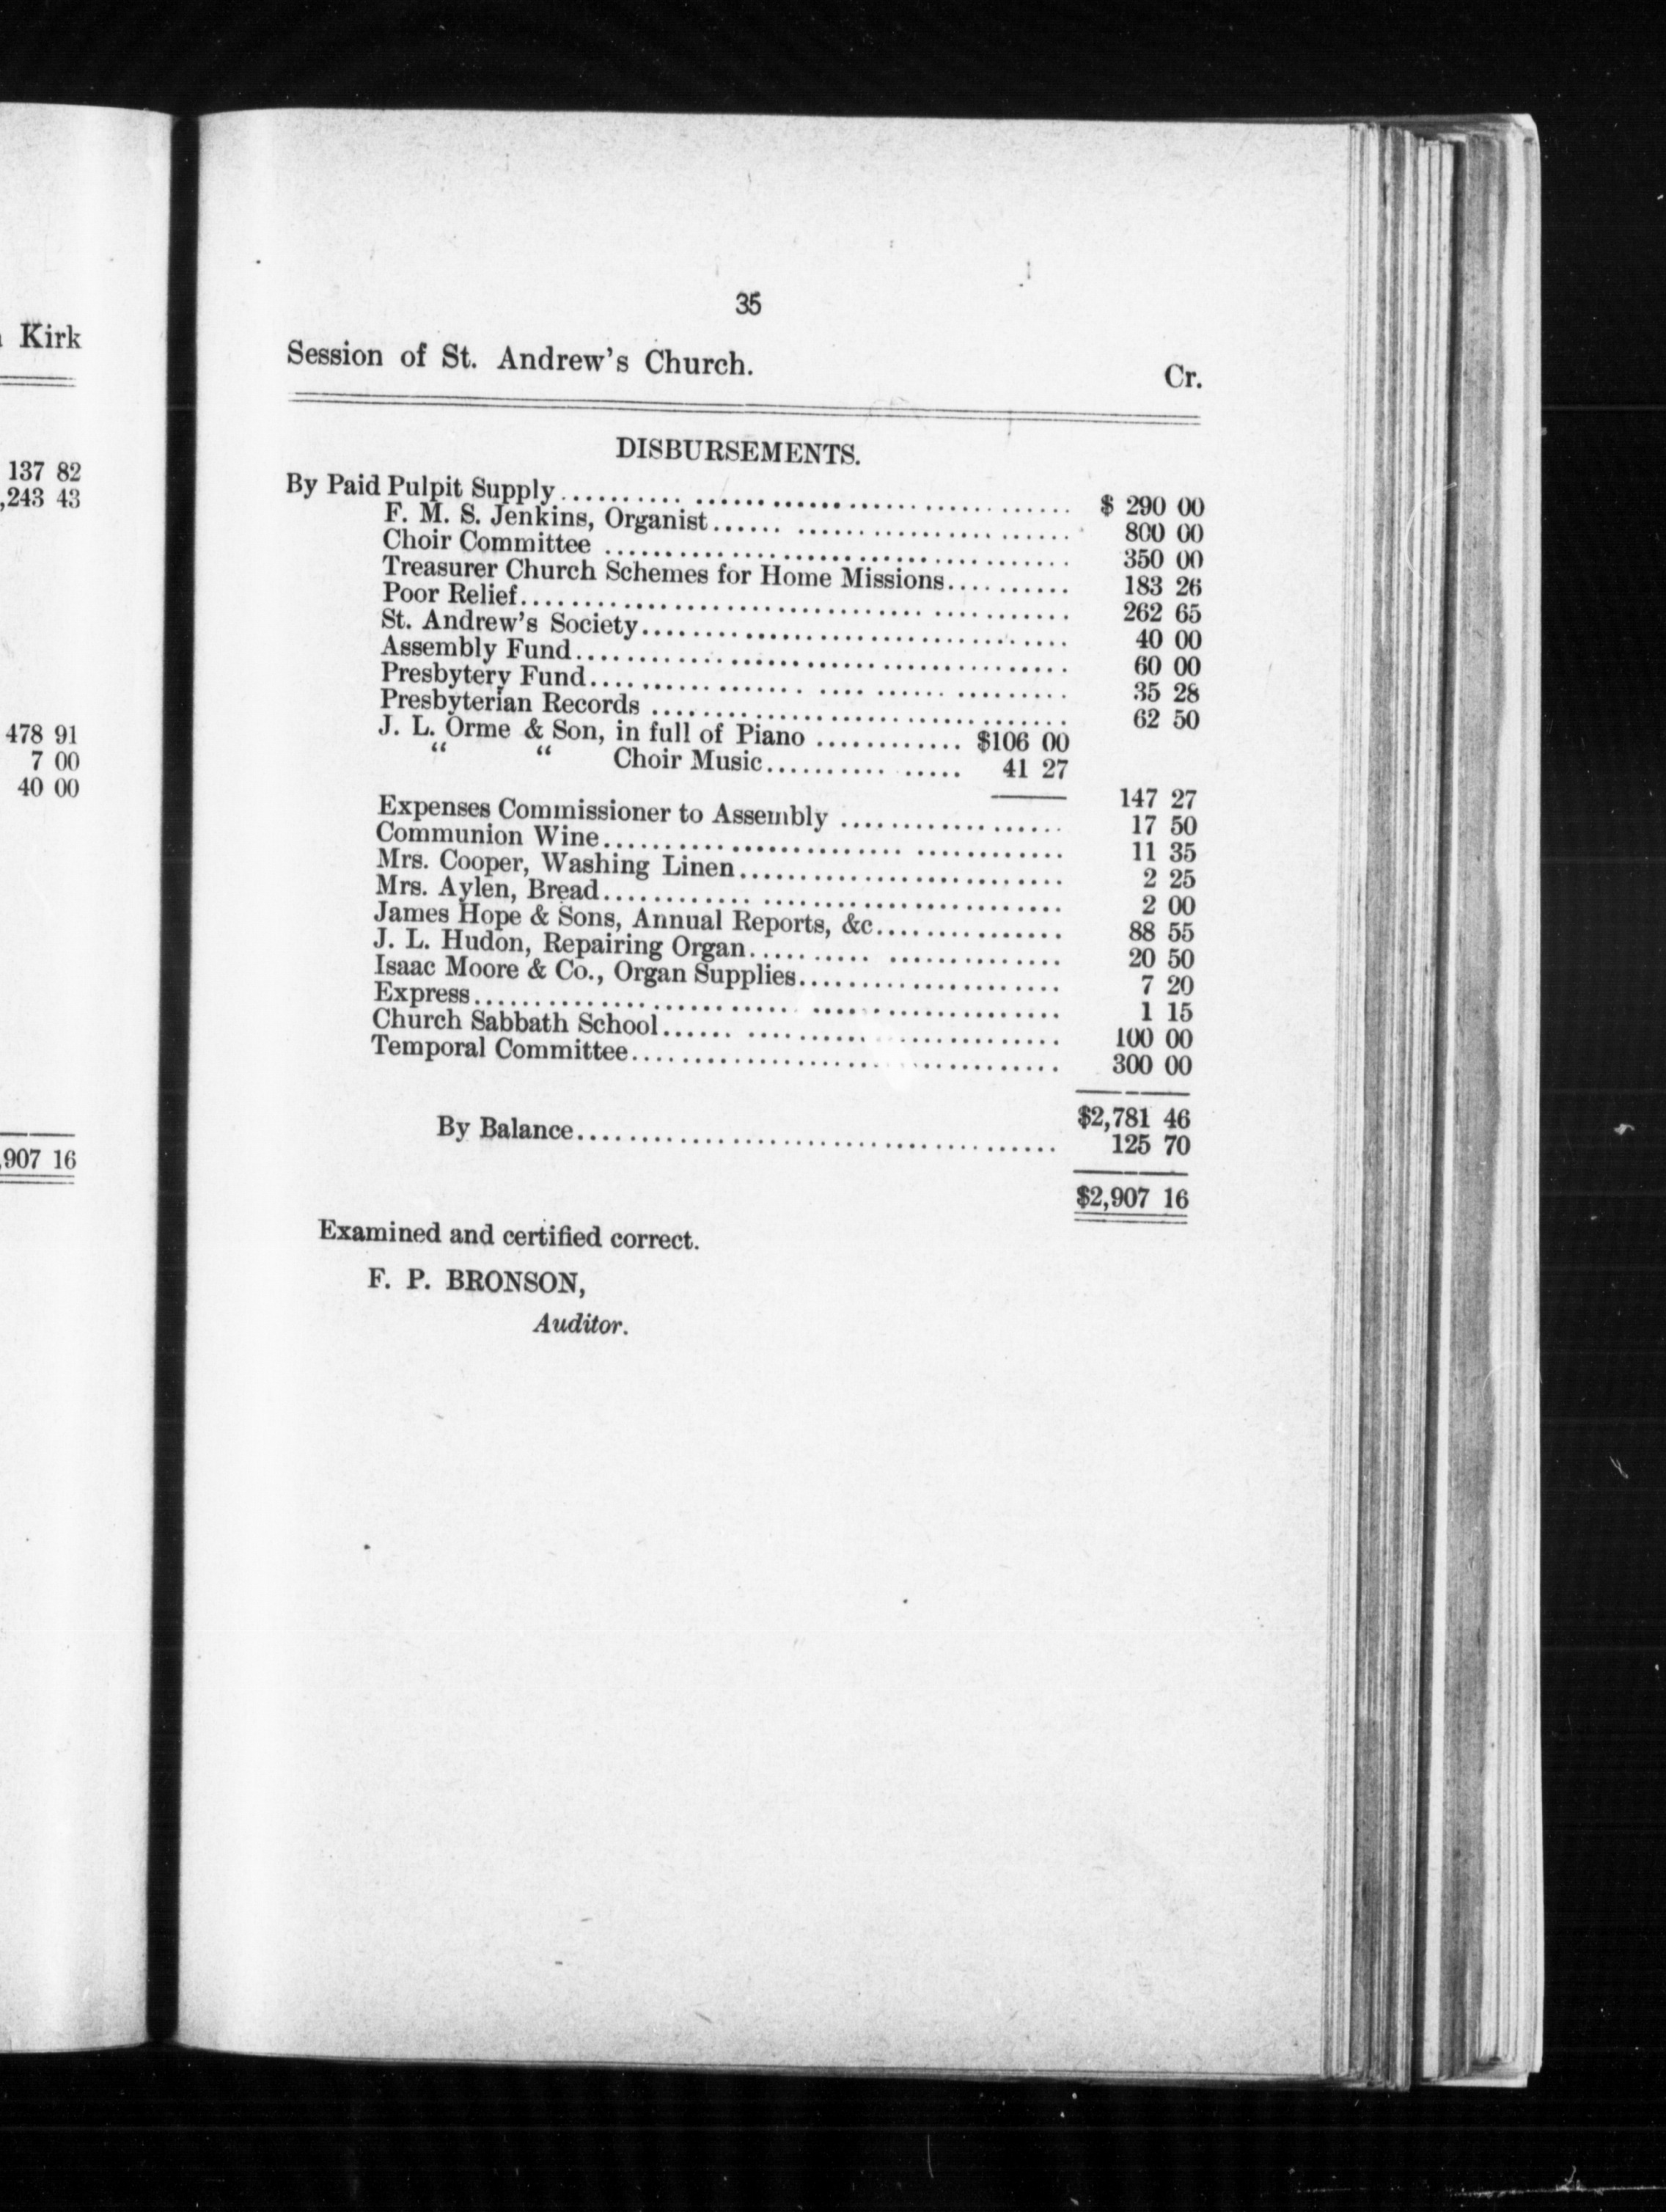 Kirk
137 82
,243 43
478 91
7 00
40 00
,907 16
35
Session of St. Andrew's Church. Cr.
DISBURSEMENTS.
By Paid Pulpit Supply.......... $ 290 00
F. M. S. Jenkins, Organist.......... 800 00
Choir Committee .......... 350 00
Treasurer Church Schemes for Home Missions.......... 183 26
Poor Relief.......... 262 65
St. Andrew's Society.......... 40 00
Assembly Fund.......... 60 00
Presbytery Fund.......... 35 28
Presbyterian Records .......... 62 50
J. L. Orme & Son, in full of Piano ............ $106 00
“ “ Choir Music.......... ..... 41 27
147 27
Expenses Commissioner to Assembly .......... 17 50
Communion Wine.......... 11 35
Mrs. Cooper, Washing Linen.......... 2 25
Mrs. Aylen, Bread.......... 2 00
James Hope & Sons, Annual Reports, &c.......... 88 55
J. L. Hudon, Repairing Organ.......... 20 50
Isaac Moore & Co., Organ Supplies.......... 7 20
Express.......... 1 15
Church Sabbath School.......... 100 00
Temporal Committee.......... 300 00
$2,781 46
By Balance.......... 125 70
$2,907 16
Examined and certified correct.
F. P. BRONSON,
Auditor.